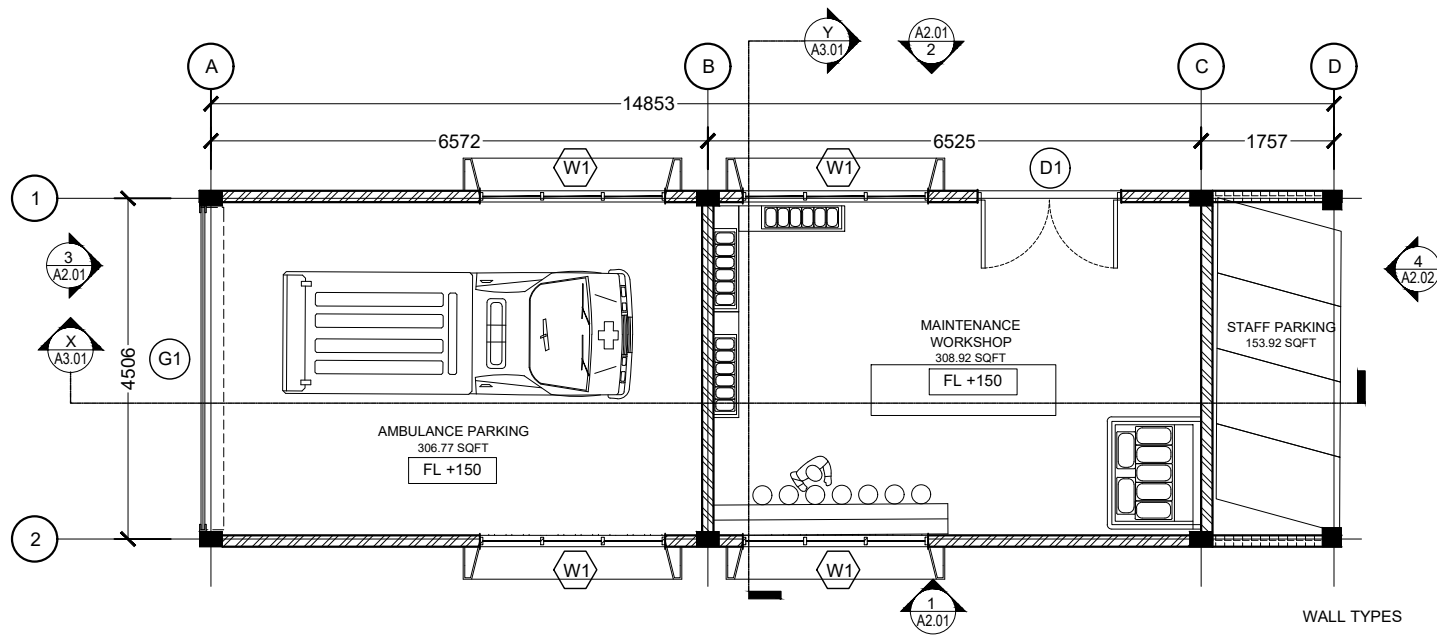 Y
A3.01
A2.01
2
A
B
C
D
14853
6572
6525
1757
W1
W1
D1
1
3
A2.01
4
A2.02
X
A3.01
G1
4506
MAINTENANCE
WORKSHOP
308.92 SQFT
FL +150
STAFF PARKING
153.92 SQFT
AMBULANCE PARKING
306.77 SQFT
FL +150
2
W1
W1
1
A2.01
WALL TYPES